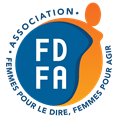 • ASSOCIATION •
FD
FA
FEMMES POUR LE DIRE, FEMMES POUR AGIR